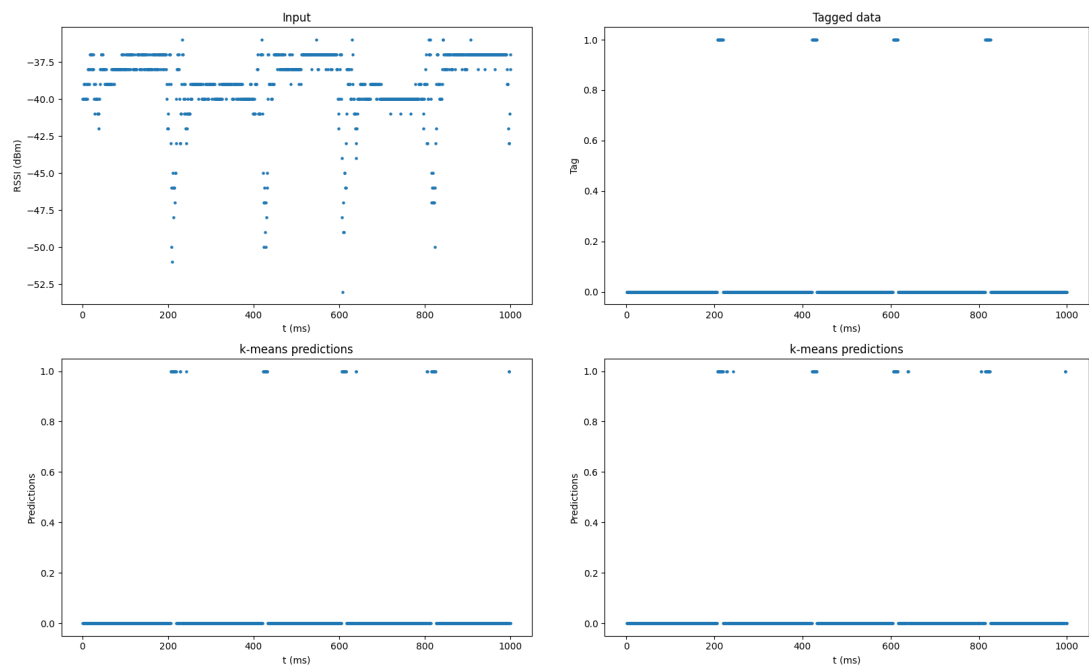 Input
RSSI (dBm)
−37.5
−40.0
−42.5
−45.0
−47.5
−50.0
−52.5
0 200 400 600 800 1000
t (ms)
Tagged data
Tag
1.0
0.8
0.6
0.4
0.2
0.0
0 200 400 600 800 1000
t (ms)
k-means predictions
Predictions
1.0
0.8
0.6
0.4
0.2
0.0
0 200 400 600 800 1000
t (ms)
k-means predictions
Predictions
1.0
0.8
0.6
0.4
0.2
0.0
0 200 400 600 800 1000
t (ms)